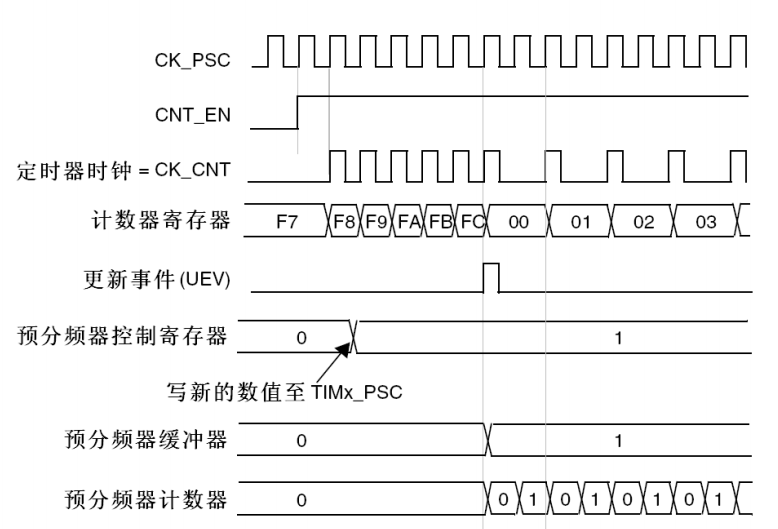 CK_PSC
CNT_EN
定时器时钟 = CK_CNT
计数器寄存器 F7 F8 F9 FA FB FC 00 01 02 03
更新事件(UEV)
预分频器控制寄存器 0 1
写新的数值至 TIMx_PSC
预分频器缓冲器 0 1
预分频器计数器 0 0 1 0 1 0 1 0 1